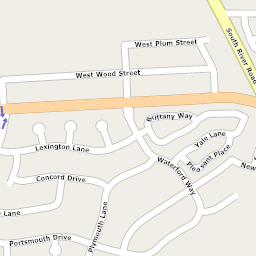 West Plum Street
South River Road
West Wood Street
Brittany Way
Yale Lane
Lexington Lane
Pleasant Place
New
Waterford Way
Concord Drive
Lane
Plymouth Lane
Portsmouth Drive